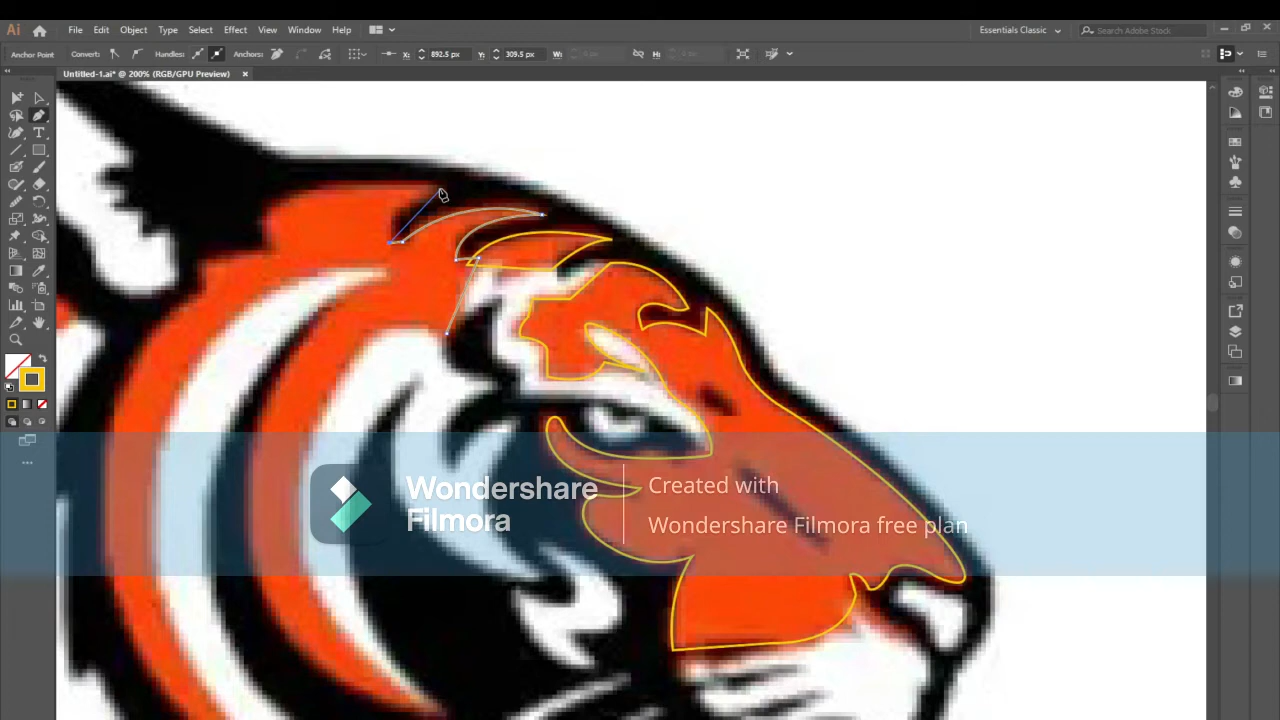 Ai File Edit Object Type Select Effect View Window Help Essentials Classic Search Adobe Stock
Anchor Point Convert: Handles: Anchors: X: 892.5 px Y: 309.5 px W: H:
Untitled-1.ai* @ 200% (RGB/GPU Preview) ×
Wondershare
Filmora
Created with
Wondershare Filmora free plan